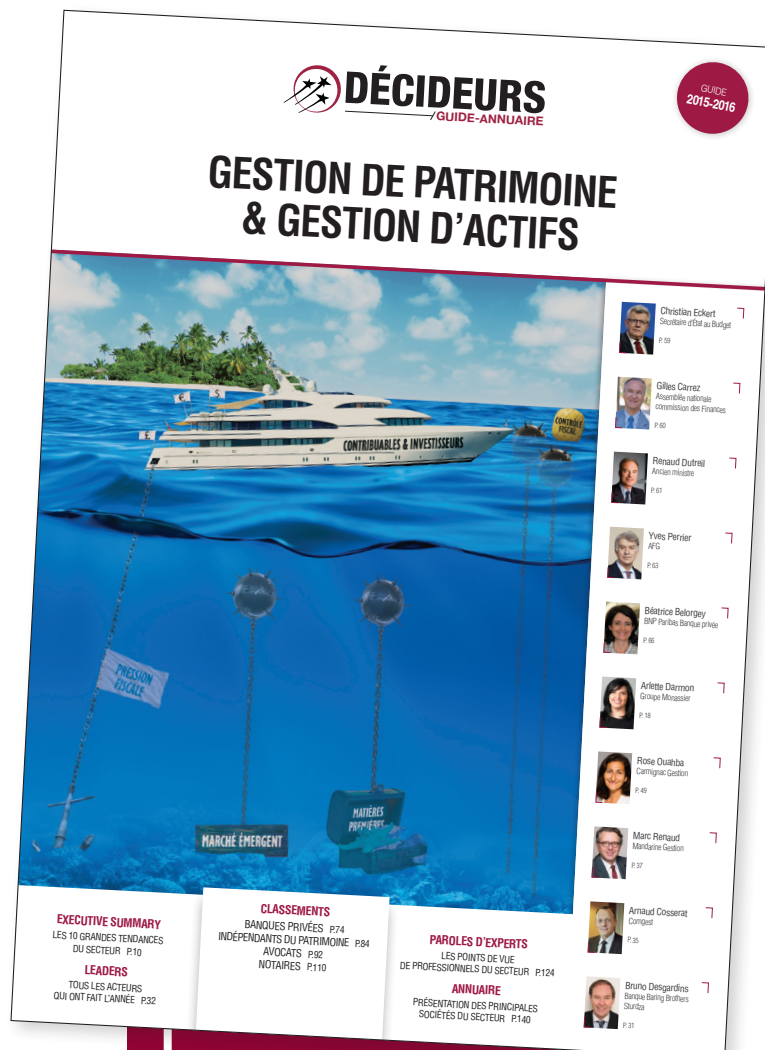 DÉCIDEURS
/GUIDE-ANNUAIRE
GUIDE
2015-2016
GESTION DE PATRIMOINE
& GESTION D'ACTIFS
€
$
£
CONTRIBUABLES & INVESTISSEURS
CONTRÔLE
FISCAL
PRESSION
FISCALE
MARCHÉ ÉMERGENT
MATIÈRES
PREMIÈRES
Christian Eckert
Secrétaire d'État au Budget
P. 59
Gilles Carrez
Assemblée nationale
commission des Finances
P. 60
Renaud Dutreil
Ancien ministre
P. 61
Yves Perrier
AFG
P. 63
Béatrice Belorgey
BNP Paribas Banque privée
P. 66
Arlette Darmon
Groupe Monassier
P. 18
Rose Ouahba
Carmignac Gestion
P. 49
Marc Renaud
Mandarine Gestion
P. 37
Arnaud Cosserat
Comgest
P. 35
Bruno Desgardins
Banque Baring Brothers
Sturdza
P. 31
EXECUTIVE SUMMARY
LES 10 GRANDES TENDANCES
DU SECTEUR P.10
LEADERS
TOUS LES ACTEURS
QUI ONT FAIT L'ANNÉE P.32
CLASSEMENTS
BANQUES PRIVÉES P.74
INDÉPENDANTS DU PATRIMOINE P.84
AVOCATS P.92
NOTAIRES P.110
PAROLES D'EXPERTS
LES POINTS DE VUE
DE PROFESSIONNELS DU SECTEUR P.124
ANNUAIRE
PRÉSENTATION DES PRINCIPALES
SOCIÉTÉS DU SECTEUR P.140